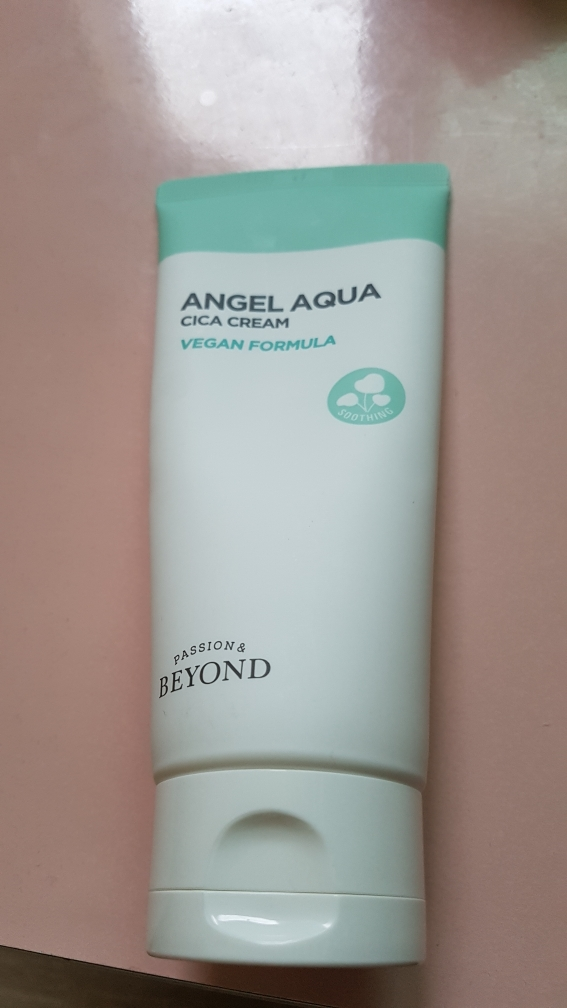 ANGEL AQUA
CICA CREAM
VEGAN FORMULA
SOOTHING
PASSION&
BEYOND